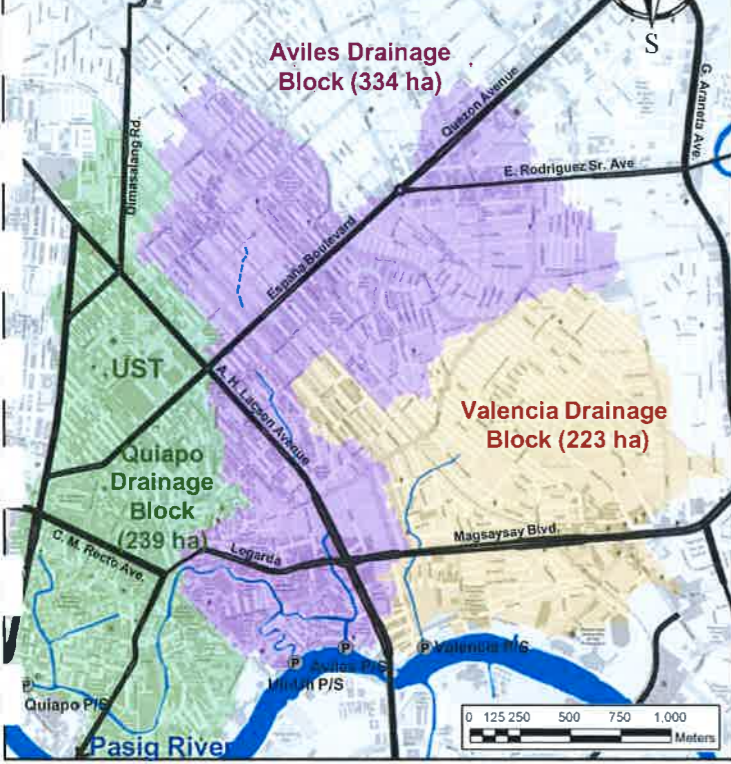 S
Aviles Drainage
Block (334 ha)
Quezon Avenue
G. Araneta Ave.
Dimasalang Rd.
E. Rodriguez Sr. Ave
España Boulevard
UST
A. H. Lacson Avenue
Valencia Drainage
Block (223 ha)
Quiapo
Drainage
Block
(239 ha)
Magsaysay Blvd.
C. M. Recto Ave.
Legarda
P
P
P
Valencia P/S
Aviles P/S
P/S
P
Quiapo P/S
Pasig River
0 125 250 500 750 1,000
Meters